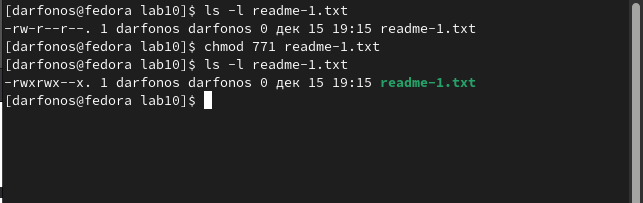 [darfonos@fedora lab10]$ ls -l readme-1.txt
-rw-r--r--. 1 darfonos darfonos 0 дек 15 19:15 readme-1.txt
[darfonos@fedora lab10]$ chmod 771 readme-1.txt
[darfonos@fedora lab10]$ ls -l readme-1.txt
-rwxrwx--x. 1 darfonos darfonos 0 дек 15 19:15 readme-1.txt
[darfonos@fedora lab10]$